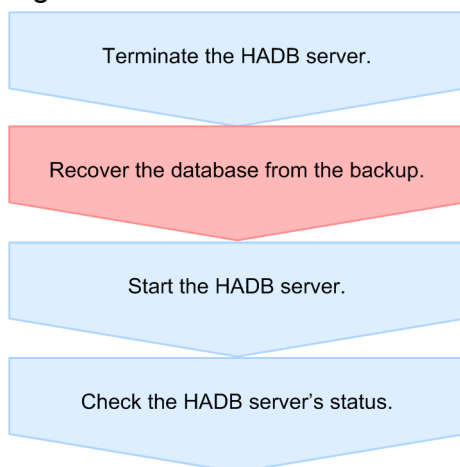 Terminate the HADB server.
Recover the database from the backup.
Start the HADB server.
Check the HADB server’s status.